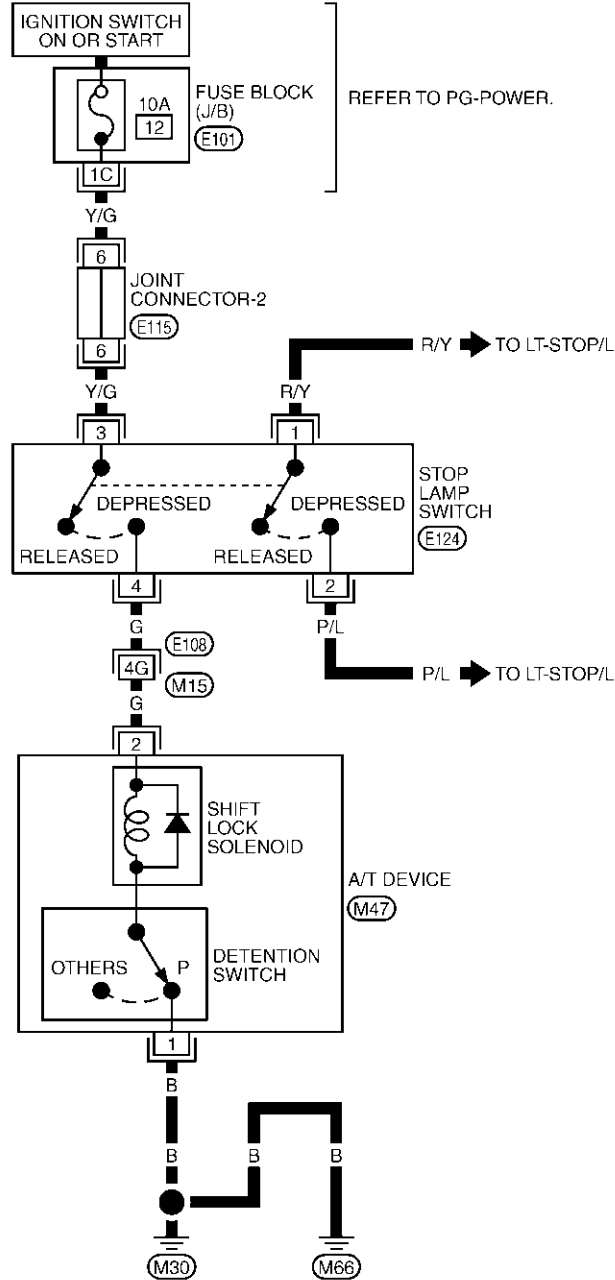 IGNITION SWITCH
ON OR START
10A
12
FUSE BLOCK
(J/B)
E101
REFER TO PG-POWER.
1C
Y/G
6
JOINT
CONNECTOR-2
E115
6
Y/G
R/Y
TO LT-STOP/L
R/Y
3
1
DEPRESSED
DEPRESSED
RELEASED
RELEASED
STOP
LAMP
SWITCH
E124
4
2
G
P/L
E108
4G
M15
P/L
TO LT-STOP/L
G
2
SHIFT
LOCK
SOLENOID
A/T DEVICE
M47
OTHERS
P
DETENTION
SWITCH
1
B
B
B
B
M30
M66